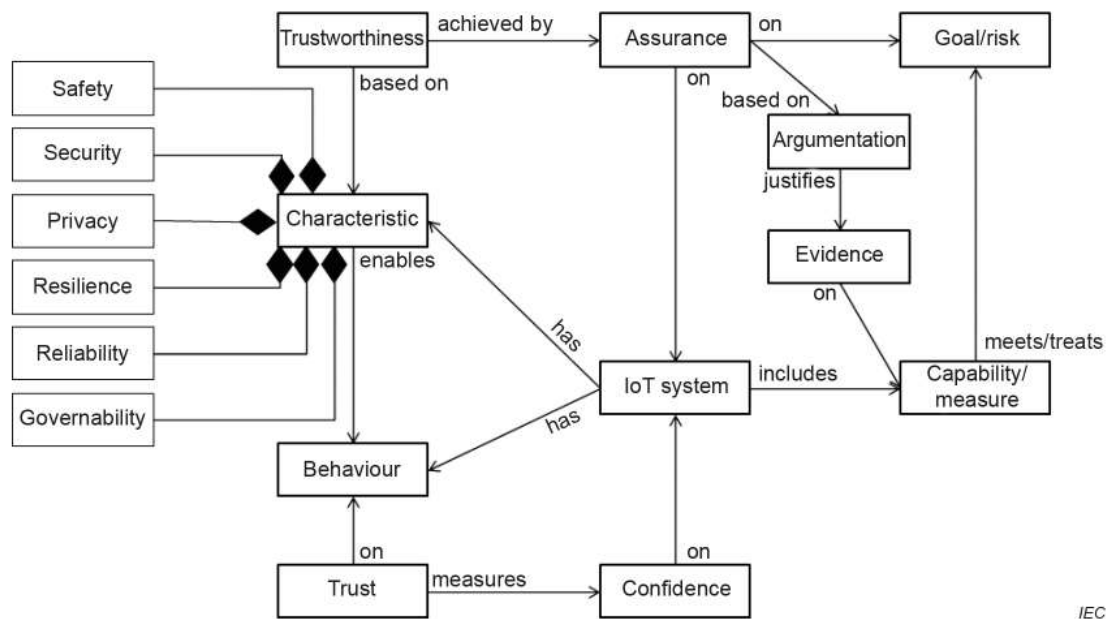 Trustworthiness
achieved by
Assurance
on
Goal/risk
Safety
based on
on
based on
Security
Argumentation
justifies
Privacy
Characteristic
enables
Evidence
on
Resilience
Reliability
has
meets/treats
IoT system
includes
Capability/
measure
Governability
has
Behaviour
on
on
Trust
measures
Confidence
IEC